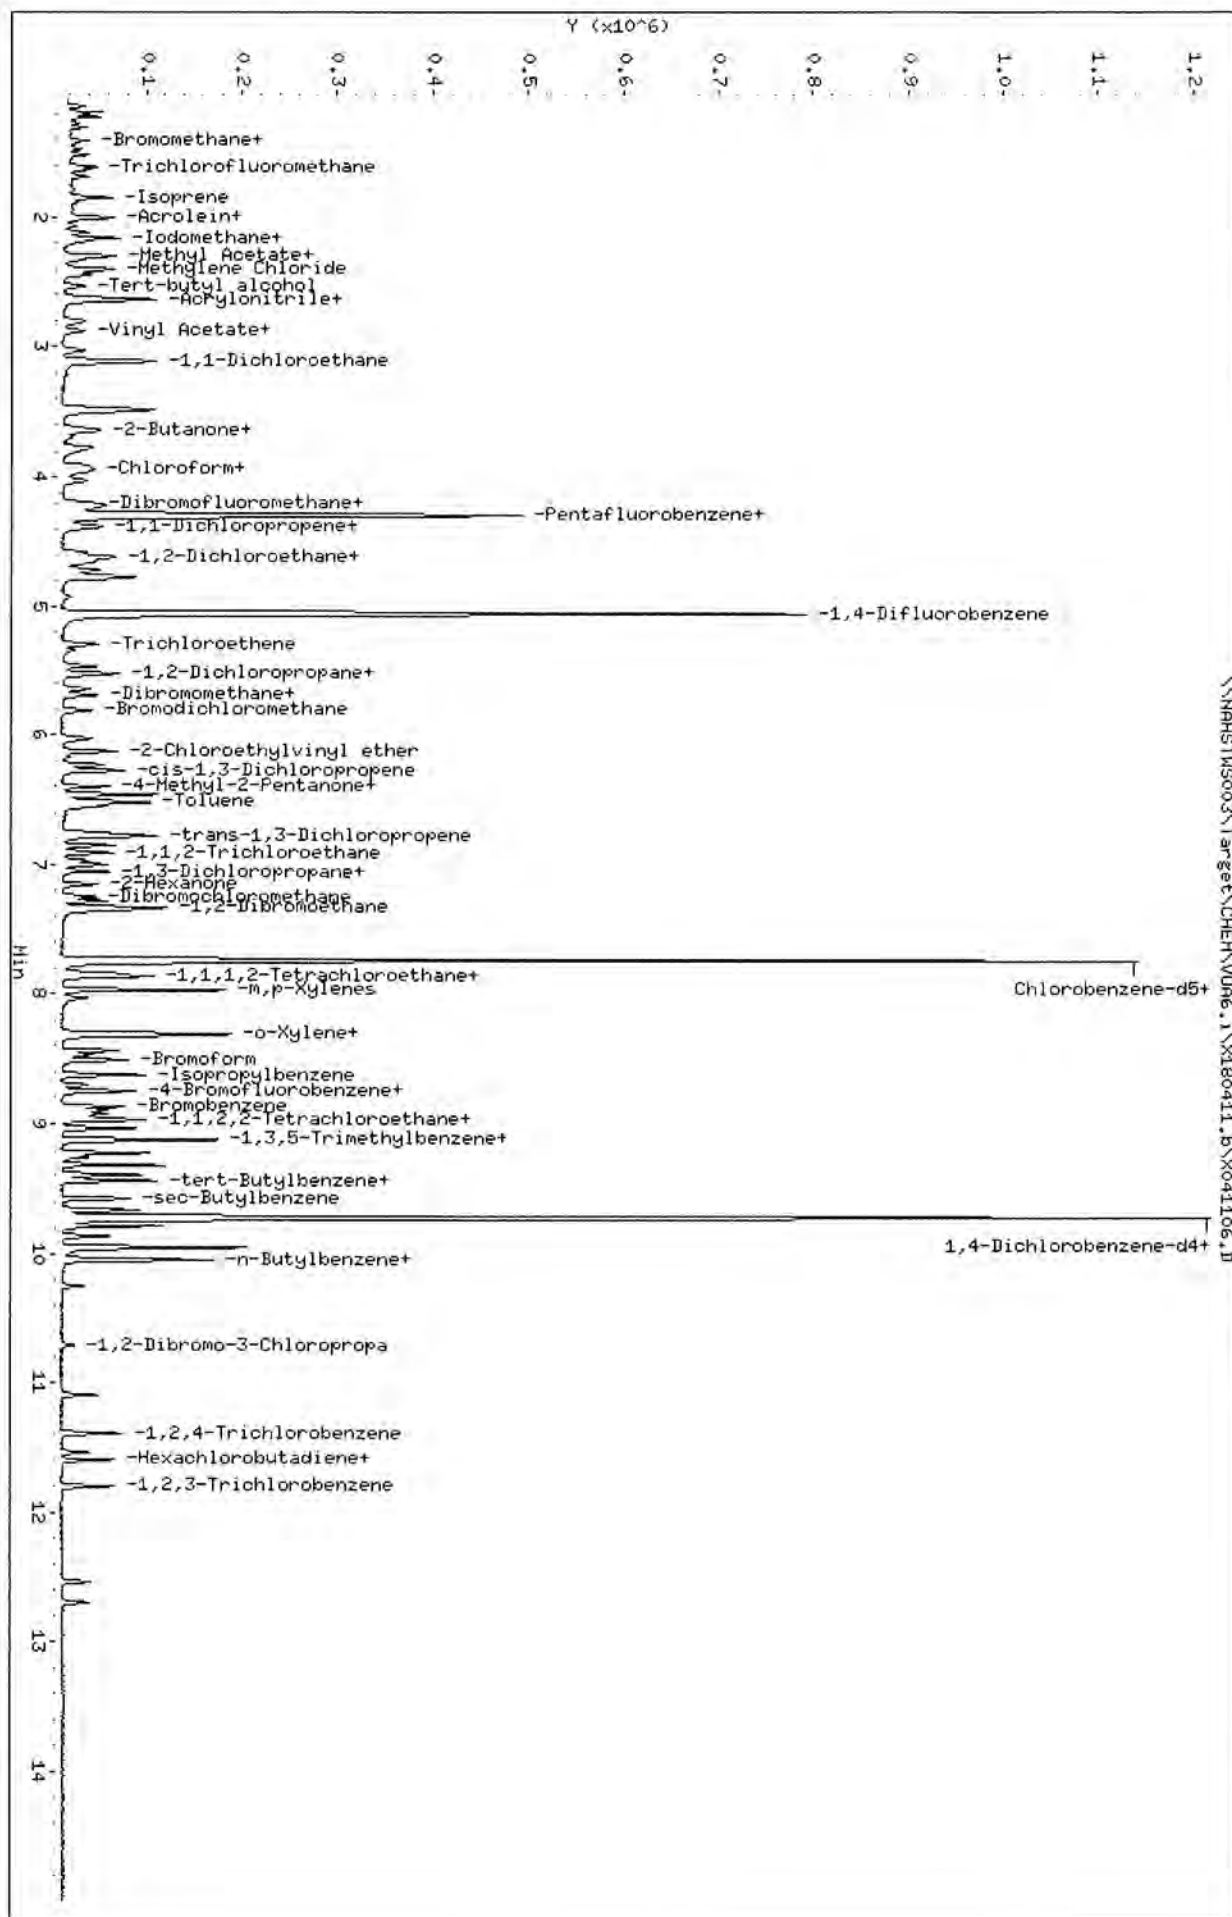 Y (x10^6)
0.1
0.2
0.3
0.4
0.5
0.6
0.7
0.8
0.9
1.0
1.1
1.2
-Bromomethane+
-Trichlorofluoromethane
-Isoprene
2
-Acrolein+
-Iodomethane+
-Methyl Acetate+
-Methylene Chloride
-Tert-butyl alcohol
-Acrylonitrile+
-Vinyl Acetate+
3
-1,1-Dichloroethane
-2-Butanone+
-Chloroform+
4
-Dibromofluoromethane+
-Pentafluorobenzene+
-1,1-Dichloropropene+
-1,2-Dichloroethane+
5
-1,4-Difluorobenzene
-Trichloroethene
-1,2-Dichloropropane+
-Dibromomethane+
-Bromodichloromethane
6
-2-Chloroethylvinyl ether
-cis-1,3-Dichloropropene
-4-Methyl-2-Pentanone+
-Toluene
-trans-1,3-Dichloropropene
-1,1,2-Trichloroethane
7
-1,3-Dichloropropane+
-2-Hexanone
-Dibromochloromethane
-1,2-Dibromoethane
Min
-1,1,1,2-Tetrachloroethane+
Chlorobenzene-d5+
-m,p-Xylenes
8
-o-Xylene+
-Bromoform
-Isopropylbenzene
-4-Bromofluorobenzene+
-Bromobenzene
-1,1,2,2-Tetrachloroethane+
9
-1,3,5-Trimethylbenzene+
-tert-Butylbenzene+
-sec-Butylbenzene
1,4-Dichlorobenzene-d4+
10
-n-Butylbenzene+
-1,2-Dibromo-3-Chloropropa
11
-1,2,4-Trichlorobenzene
-Hexachlorobutadiene+
-1,2,3-Trichlorobenzene
12
13
14